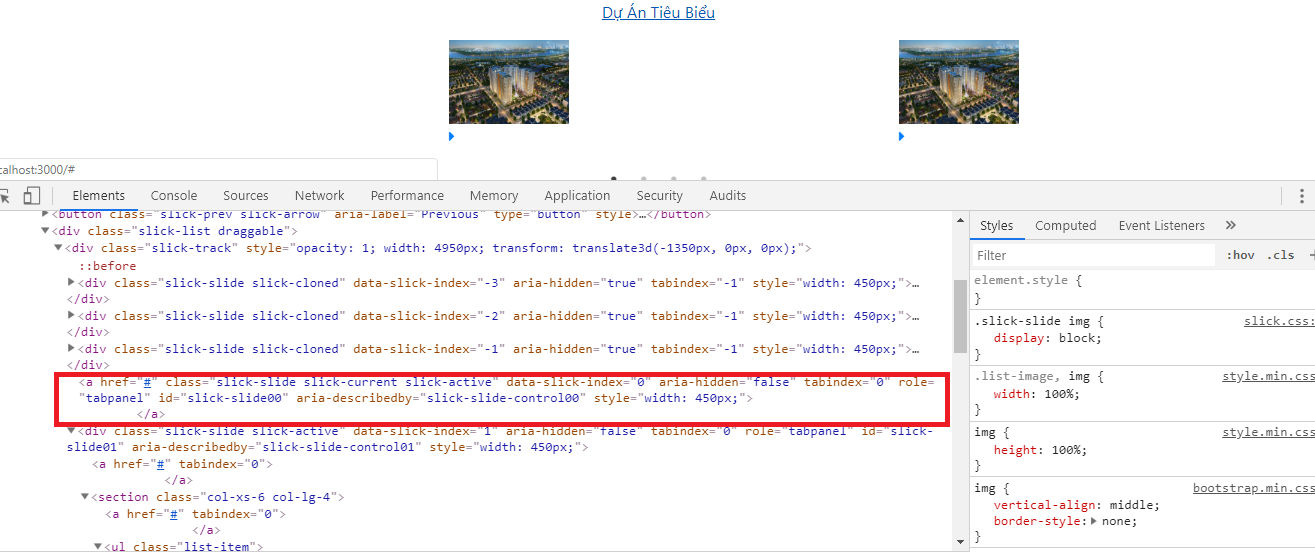 Dự Án Tiêu Biểu
calhost:3000/#
Elements Console Sources Network Performance Memory Application Security Audits
<button class="slick-prev slick-arrow" aria-label="Previous" type="button" style>…</button>
<div class="slick-list draggable">
<div class="slick-track" style="opacity: 1; width: 4950px; transform: translate3d(-1350px, 0px, 0px);">
::before
<div class="slick-slide slick-cloned" data-slick-index="-3" aria-hidden="true" tabindex="-1" style="width: 450px;">…
</div>
<div class="slick-slide slick-cloned" data-slick-index="-2" aria-hidden="true" tabindex="-1" style="width: 450px;">…
</div>
<div class="slick-slide slick-cloned" data-slick-index="-1" aria-hidden="true" tabindex="-1" style="width: 450px;">…
</div>
<a href="#" class="slick-slide slick-current slick-active" data-slick-index="0" aria-hidden="false" tabindex="0" role=
"tabpanel" id="slick-slide00" aria-describedby="slick-slide-control00" style="width: 450px;">
</a>
<div class="slick-slide slick-active" data-slick-index="1" aria-hidden="false" tabindex="0" role="tabpanel" id="slick-
slide01" aria-describedby="slick-slide-control01" style="width: 450px;">
<a href="#" tabindex="0">
</a>
<section class="col-xs-6 col-lg-4">
<a href="#" tabindex="0">
</a>
<ul class="list-item">
Styles Computed Event Listeners
Filter :hov .cls +
element.style {
}
.slick-slide img { slick.css:
display: block;
}
.list-image, img { style.min.css
width: 100%;
}
img { style.min.css
height: 100%;
}
img { bootstrap.min.css
vertical-align: middle;
border-style: none;
}